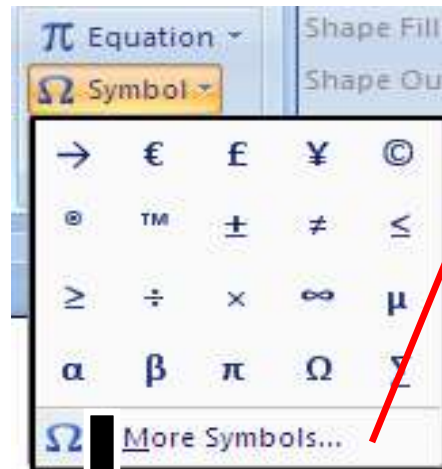 π Equation
Shape Fill
Ω Symbol
Shape Ou
→ € £ ¥ ©
® ™ ± ≠ ≤
≥ ÷ × ∞ µ
α β π Ω Σ
Ω More Symbols...